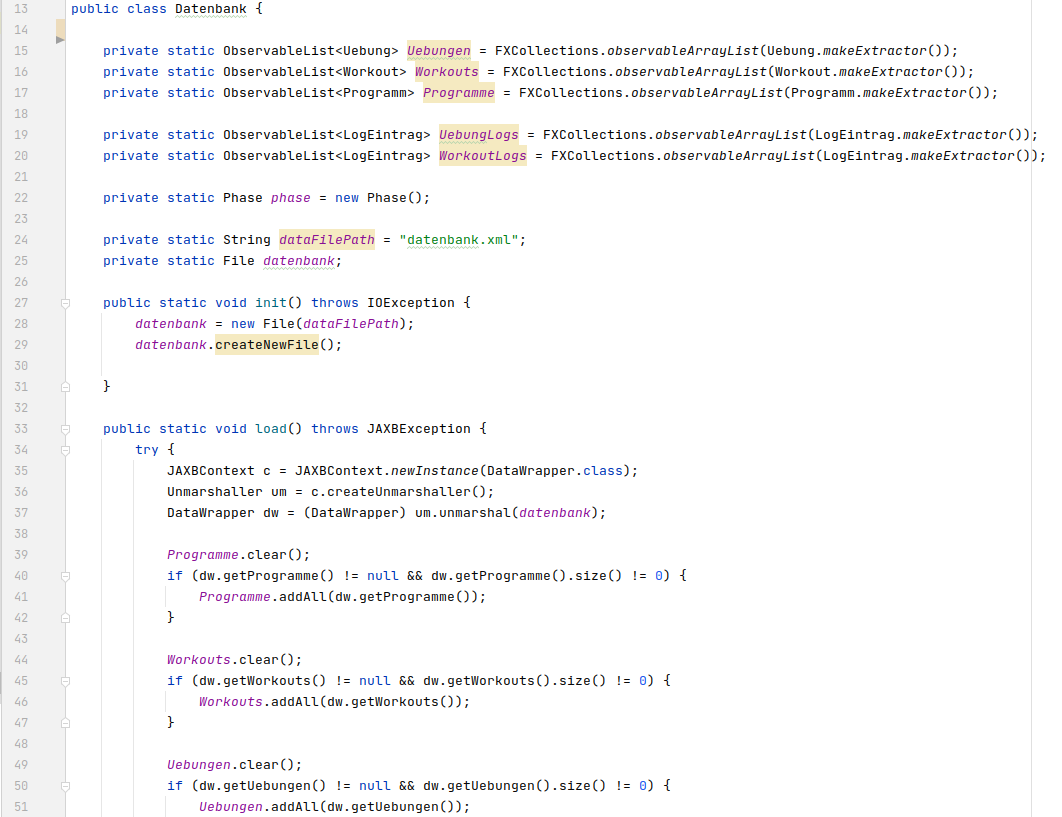 13 public class Datenbank {
14
15 private static ObservableList<Uebung> Uebungen = FXCollections.observableArrayList(Uebung.makeExtractor());
16 private static ObservableList<Workout> Workouts = FXCollections.observableArrayList(Workout.makeExtractor());
17 private static ObservableList<Programm> Programme = FXCollections.observableArrayList(Programm.makeExtractor());
18
19 private static ObservableList<LogEintrag> UebungLogs = FXCollections.observableArrayList(LogEintrag.makeExtractor());
20 private static ObservableList<LogEintrag> WorkoutLogs = FXCollections.observableArrayList(LogEintrag.makeExtractor());
21
22 private static Phase phase = new Phase();
23
24 private static String dataFilePath = "datenbank.xml";
25 private static File datenbank;
26
27 public static void init() throws IOException {
28 datenbank = new File(dataFilePath);
29 datenbank.createNewFile();
30
31 }
32
33 public static void load() throws JAXBException {
34 try {
35 JAXBContext c = JAXBContext.newInstance(DataWrapper.class);
36 Unmarshaller um = c.createUnmarshaller();
37 DataWrapper dw = (DataWrapper) um.unmarshal(datenbank);
38
39 Programme.clear();
40 if (dw.getProgramme() != null && dw.getProgramme().size() != 0) {
41 Programme.addAll(dw.getProgramme());
42 }
43
44 Workouts.clear();
45 if (dw.getWorkouts() != null && dw.getWorkouts().size() != 0) {
46 Workouts.addAll(dw.getWorkouts());
47 }
48
49 Uebungen.clear();
50 if (dw.getUebungen() != null && dw.getUebungen().size() != 0) {
51 Uebungen.addAll(dw.getUebungen());